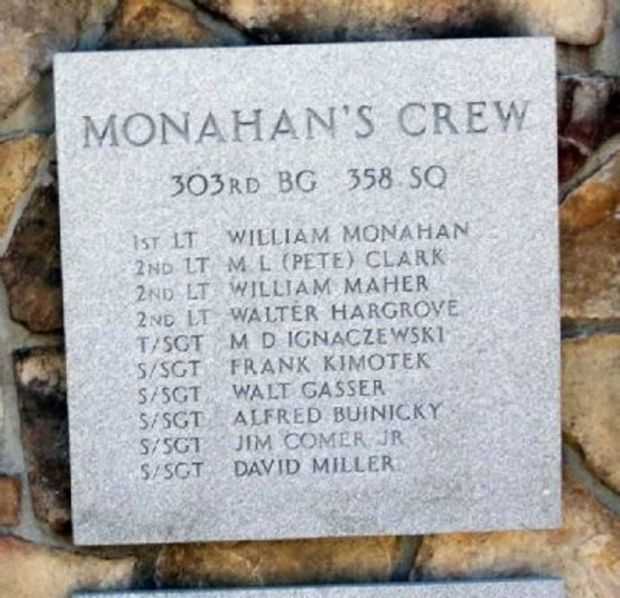 MONAHAN'S CREW
303RD BG 358 SQ
1ST LT WILLIAM MONAHAN
2ND LT M L (PETE) CLARK
2ND LT WILLIAM MAHER
2ND LT WALTER HARGROVE
T/SGT M D IGNACZEWSKI
S/SGT FRANK KIMOTEK
S/SGT WALT GASSER
S/SGT ALFRED BUINICKY
S/SGT JIM COMER JR
S/SGT DAVID MILLER